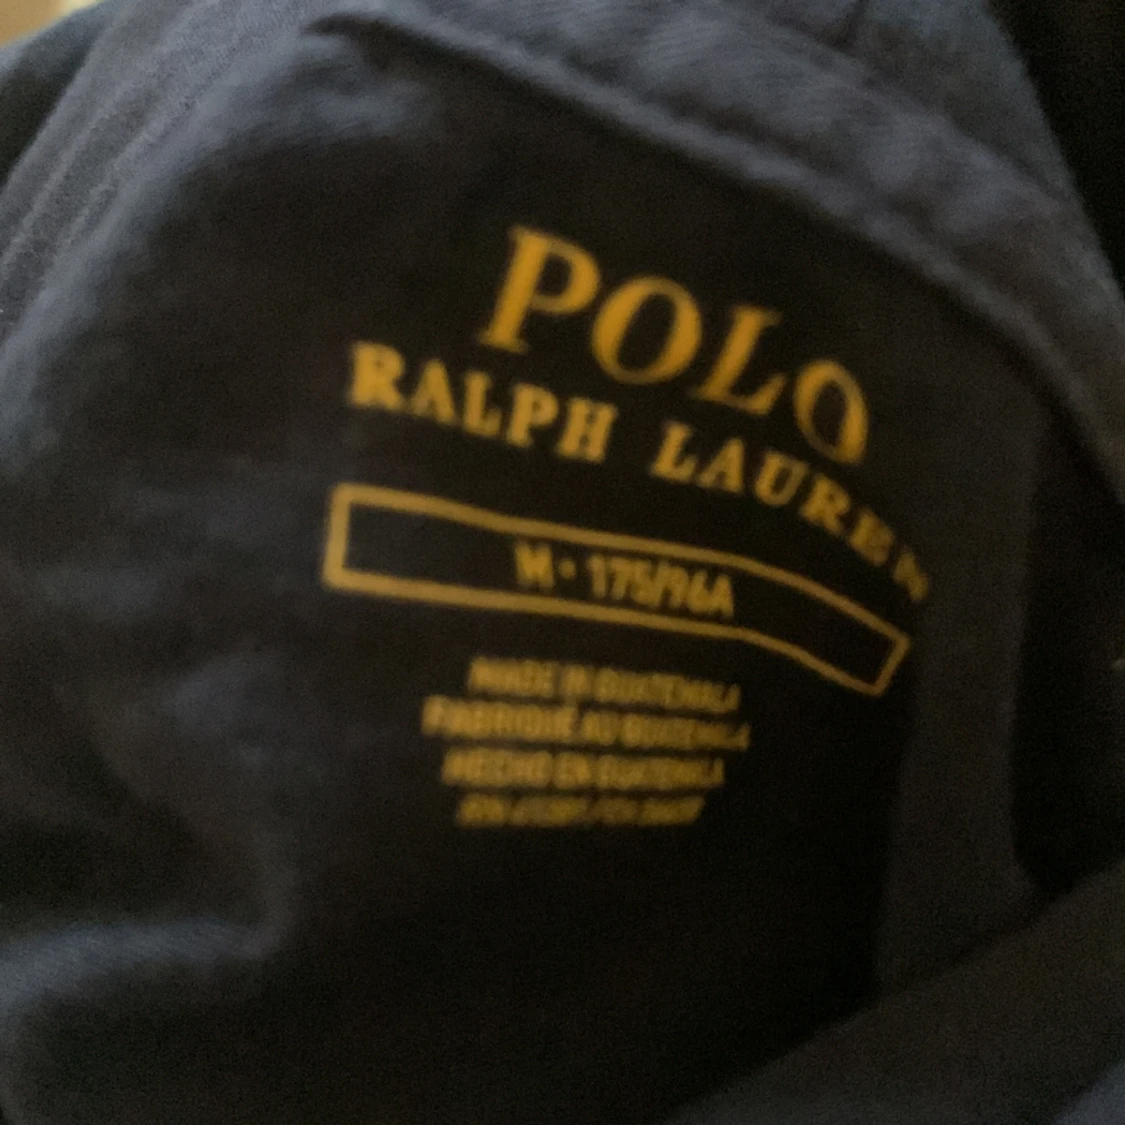 POLO
RALPH LAUREN
M • 175/96A
MADE IN GUATEMALA
FABRIQUÉ AU GUATEMALA
HECHO EN GUATEMALA